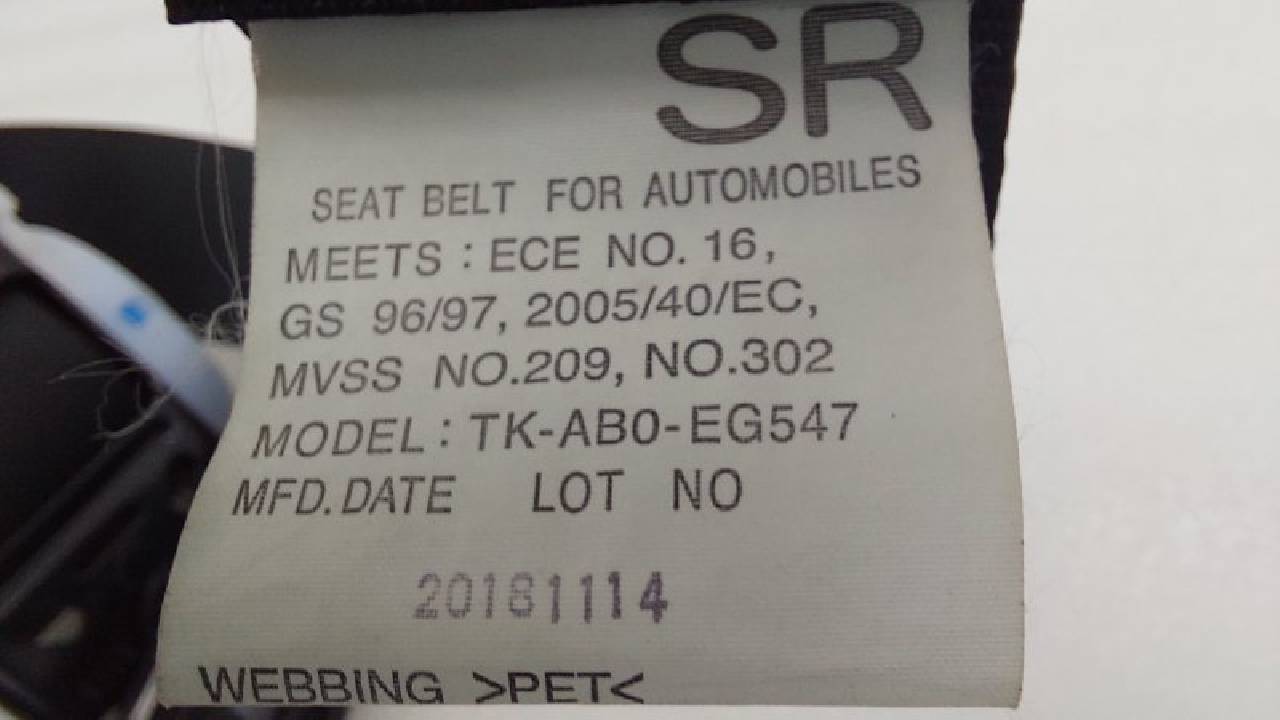 SR
SEAT BELT FOR AUTOMOBILES
MEETS : ECE NO. 16,
GS 96/97, 2005/40/EC,
MVSS NO.209, NO.302
MODEL : TK-AB0-EG547
MFD. DATE LOT NO
20181114
WEBBING >PET<